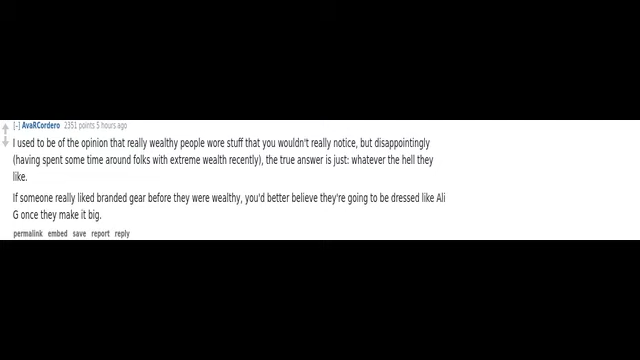 [-] AvaRCordero 2351 points 5 hours ago
I used to be of the opinion that really wealthy people wore stuff that you wouldn't really notice, but disappointingly
(having spent some time around folks with extreme wealth recently), the true answer is just: whatever the hell they
like.
If someone really liked branded gear before they were wealthy, you'd better believe they're going to be dressed like Ali
G once they make it big.
permalink embed save report reply